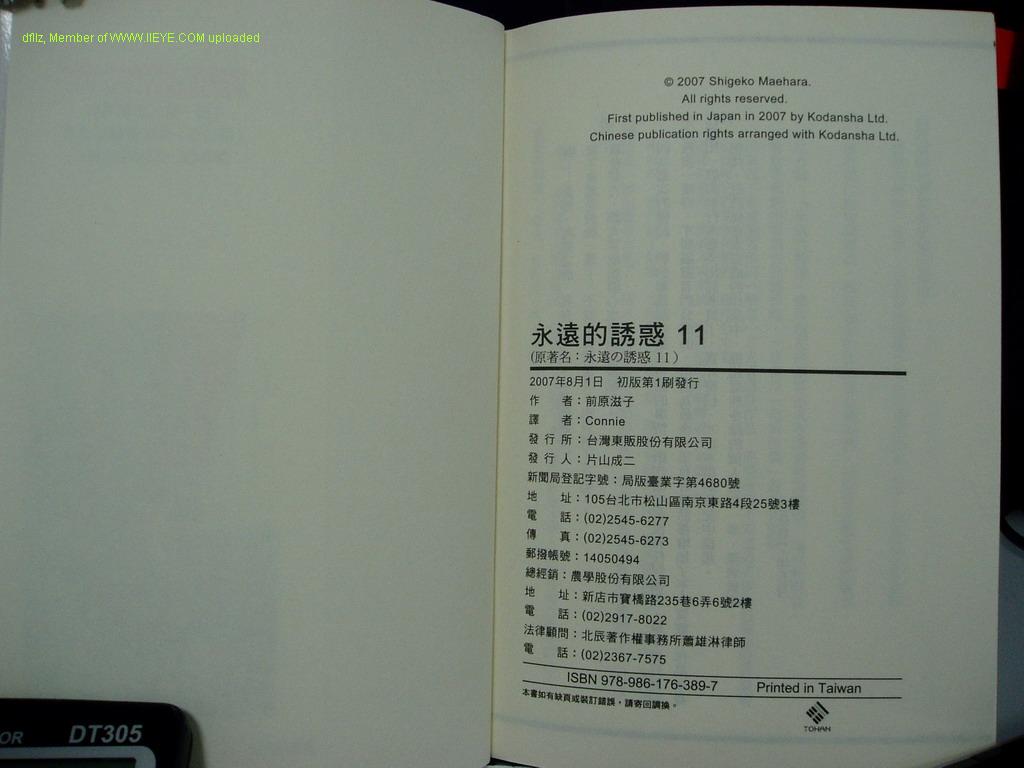 dfllz, Member of WWW.IIEYE.COM uploaded
© 2007 Shigeko Maehara.
All rights reserved.
First published in Japan in 2007 by Kodansha Ltd.
Chinese publication rights arranged with Kodansha Ltd.
永遠的誘惑 11
(原著名：永遠の誘惑 11)
2007年8月1日 初版第1刷發行
作 者：前原滋子
譯 者：Connie
發 行 所：台灣東販股份有限公司
發 行 人：片山成二
新聞局登記字號：局版臺業字第4680號
地 址：105台北市松山區南京東路4段25號3樓
電 話：(02)2545-6277
傳 真：(02)2545-6273
郵撥帳號：14050494
總經銷：農學股份有限公司
地 址：新店市寶橋路235巷6弄6號2樓
電 話：(02)2917-8022
法律顧問：北辰著作權事務所蕭雄淋律師
電 話：(02)2367-7575
ISBN 978-986-176-389-7 Printed in Taiwan
本書如有缺頁或裝訂錯誤，請寄回調換。
TOHAN
OR DT305